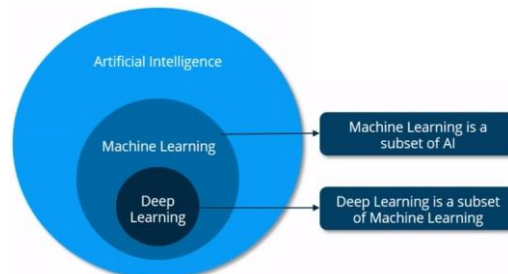 Artificial Intelligence
Machine Learning
Deep
Learning
Machine Learning is a
subset of AI
Deep Learning is a subset
of Machine Learning